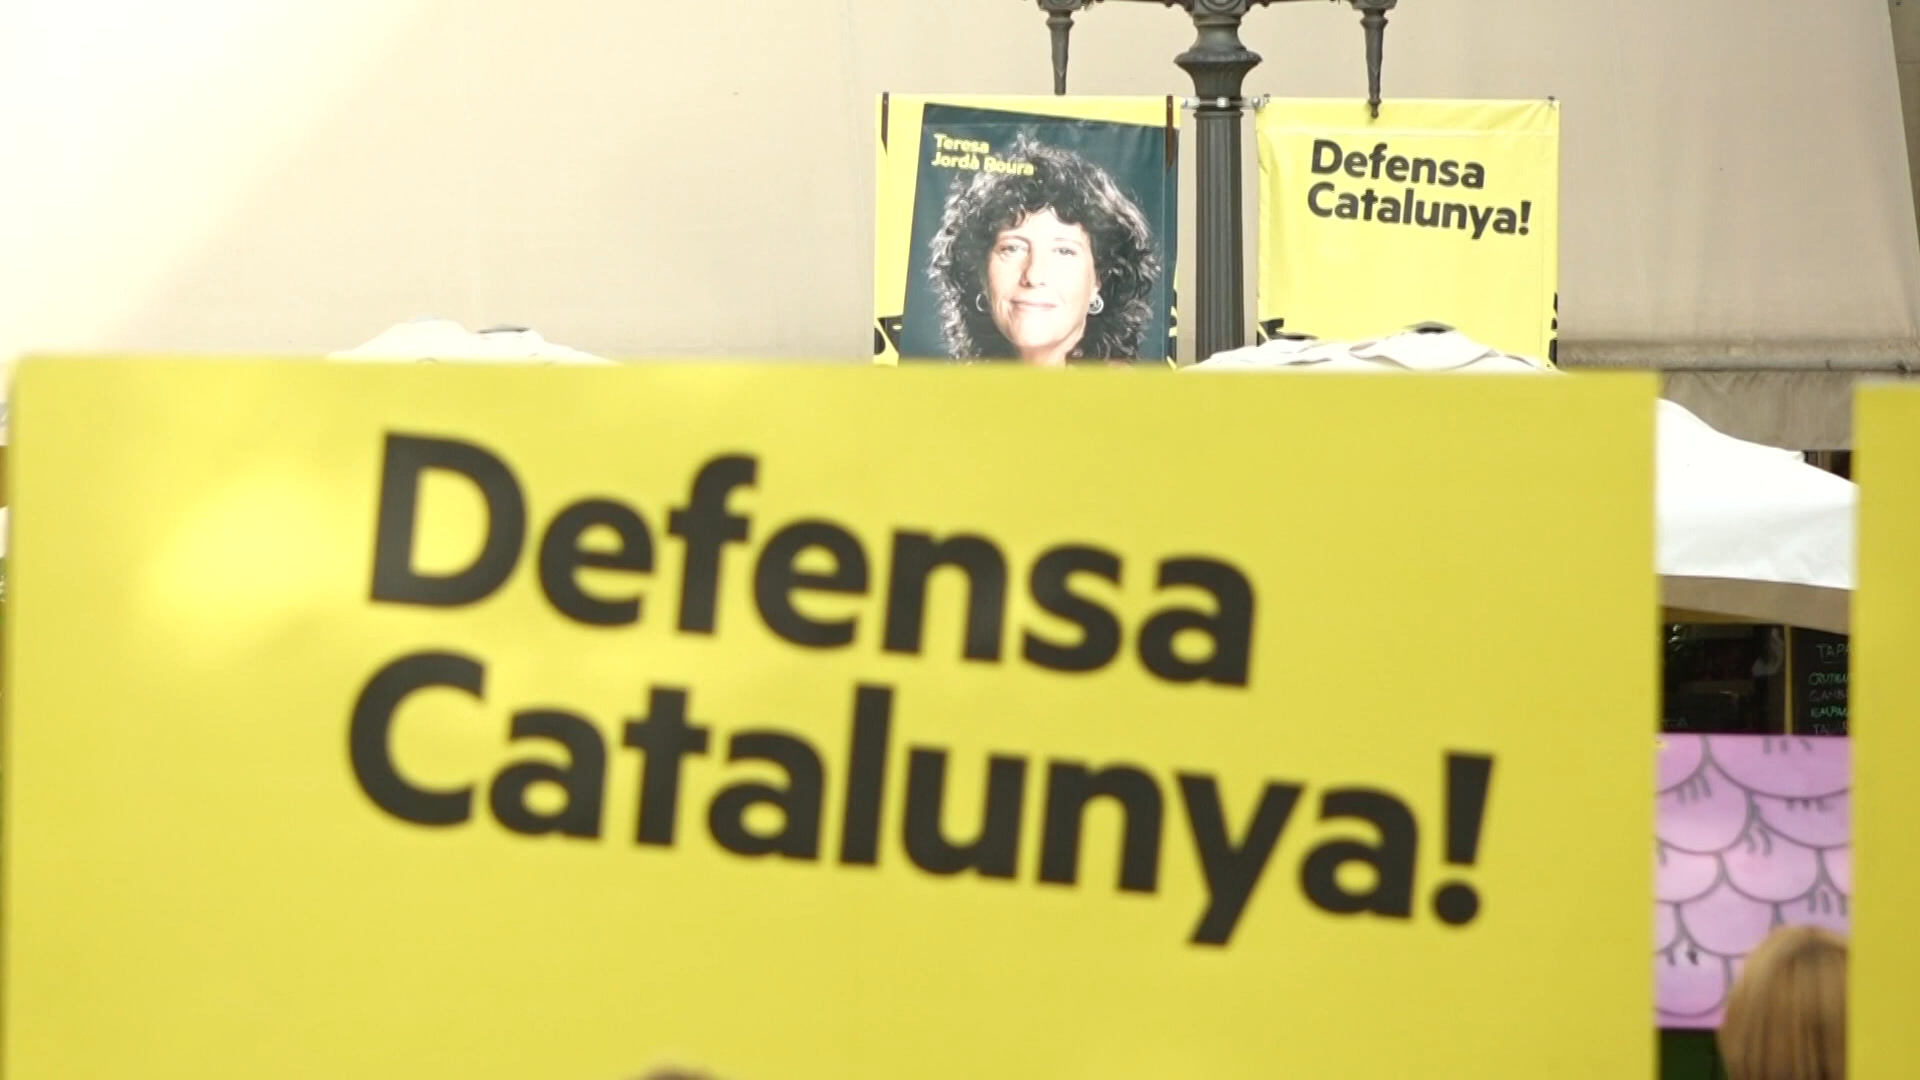 Teresa
Jordà Roura
Defensa
Catalunya!
Defensa
Catalunya!